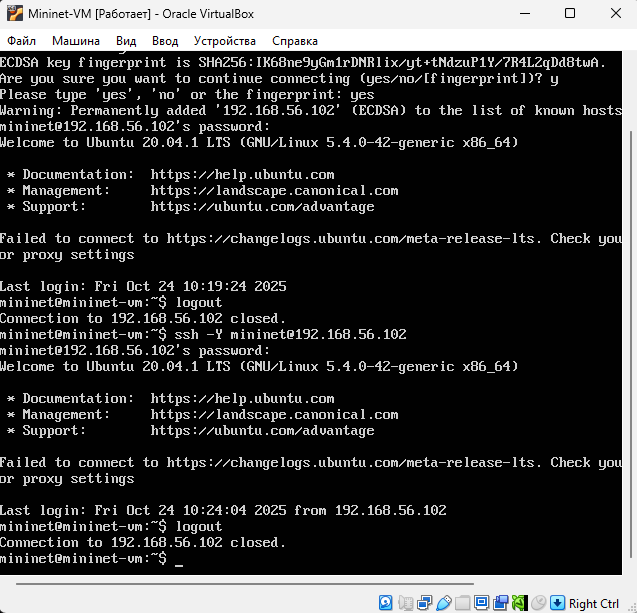 Mininet-VM [Работает] - Oracle VirtualBox
Файл Машина Вид Ввод Устройства Справка
ECDSA key fingerprint is SHA256:IK68ne9yGm1rDNRlix/yt+tNdzuP1Y/7R4L2qDd8twA.
Are you sure you want to continue connecting (yes/no/[fingerprint])? y
Please type 'yes', 'no' or the fingerprint: yes
Warning: Permanently added '192.168.56.102' (ECDSA) to the list of known hosts
mininet@192.168.56.102's password:
Welcome to Ubuntu 20.04.1 LTS (GNU/Linux 5.4.0-42-generic x86_64)
* Documentation: https://help.ubuntu.com
* Management: https://landscape.canonical.com
* Support: https://ubuntu.com/advantage
Failed to connect to https://changelogs.ubuntu.com/meta-release-lts. Check you
or proxy settings
Last login: Fri Oct 24 10:19:24 2025
mininet@mininet-vm:~$ logout
Connection to 192.168.56.102 closed.
mininet@mininet-vm:~$ ssh -Y mininet@192.168.56.102
mininet@192.168.56.102's password:
Welcome to Ubuntu 20.04.1 LTS (GNU/Linux 5.4.0-42-generic x86_64)
* Documentation: https://help.ubuntu.com
* Management: https://landscape.canonical.com
* Support: https://ubuntu.com/advantage
Failed to connect to https://changelogs.ubuntu.com/meta-release-lts. Check you
or proxy settings
Last login: Fri Oct 24 10:24:04 2025 from 192.168.56.102
mininet@mininet-vm:~$ logout
Connection to 192.168.56.102 closed.
mininet@mininet-vm:~$ _
Right Ctrl